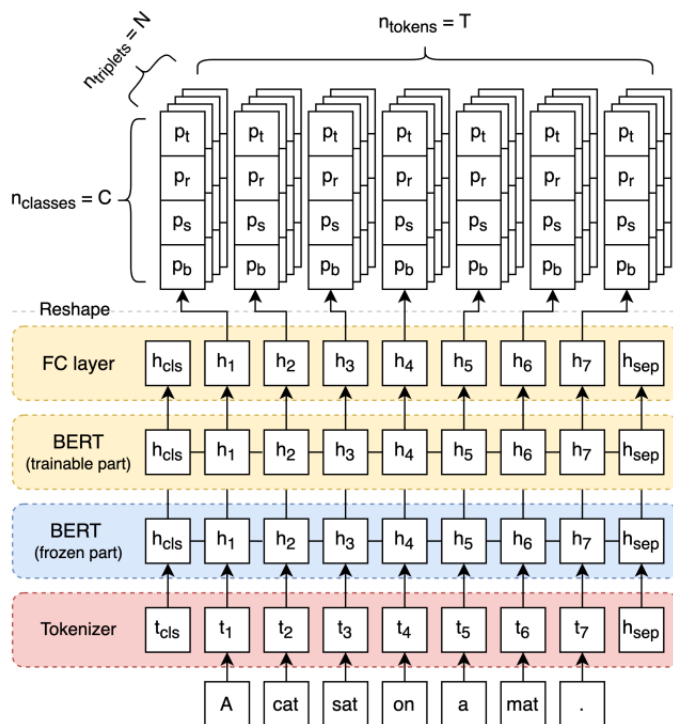 n_tokens = T
n_triplets = N
p_t p_t p_t p_t p_t p_t p_t
p_r p_r p_r p_r p_r p_r p_r
n_classes = C
p_s p_s p_s p_s p_s p_s p_s
p_b p_b p_b p_b p_b p_b p_b
Reshape
FC layer h_cls h_1 h_2 h_3 h_4 h_5 h_6 h_7 h_sep
BERT
(trainable part) h_cls h_1 h_2 h_3 h_4 h_5 h_6 h_7 h_sep
BERT
(frozen part) h_cls h_1 h_2 h_3 h_4 h_5 h_6 h_7 h_sep
Tokenizer t_cls t_1 t_2 t_3 t_4 t_5 t_6 t_7 h_sep
A cat sat on a mat .